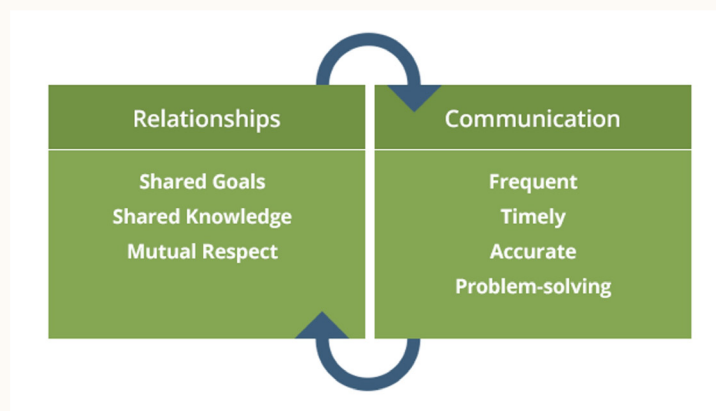 Relationships
Shared Goals
Shared Knowledge
Mutual Respect
Communication
Frequent
Timely
Accurate
Problem-solving